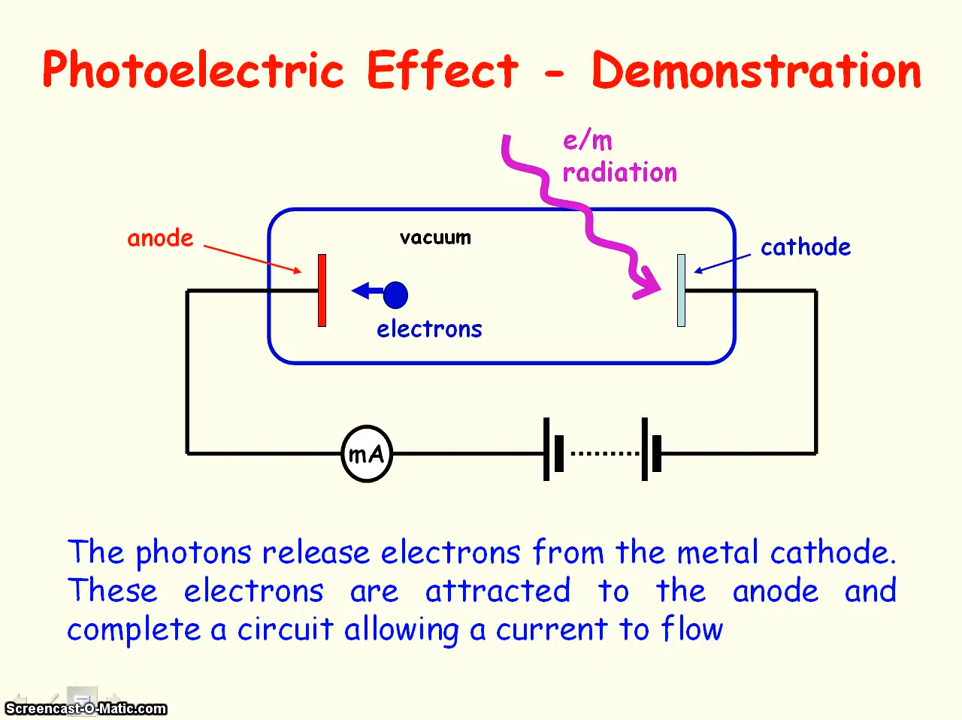 Photoelectric Effect - Demonstration
e/m
radiation
anode
vacuum
cathode
electrons
mA
The photons release electrons from the metal cathode.
These electrons are attracted to the anode and
complete a circuit allowing a current to flow
Screencast-O-Matic.com